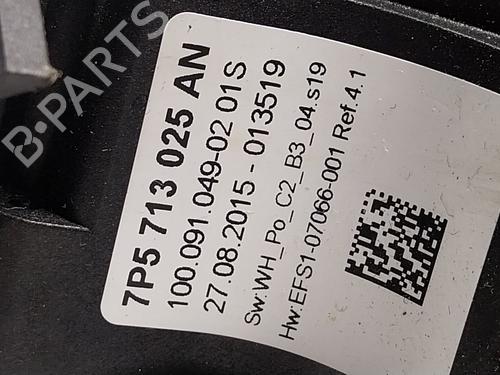 B-PARTS
7P5 713 025 AN
100.091.049-02 01S
27.08.2015 - 013519
Sw:WH_Po_C2_B3_04.s19
Hw:EFS1-07066-001 Ref.4.1